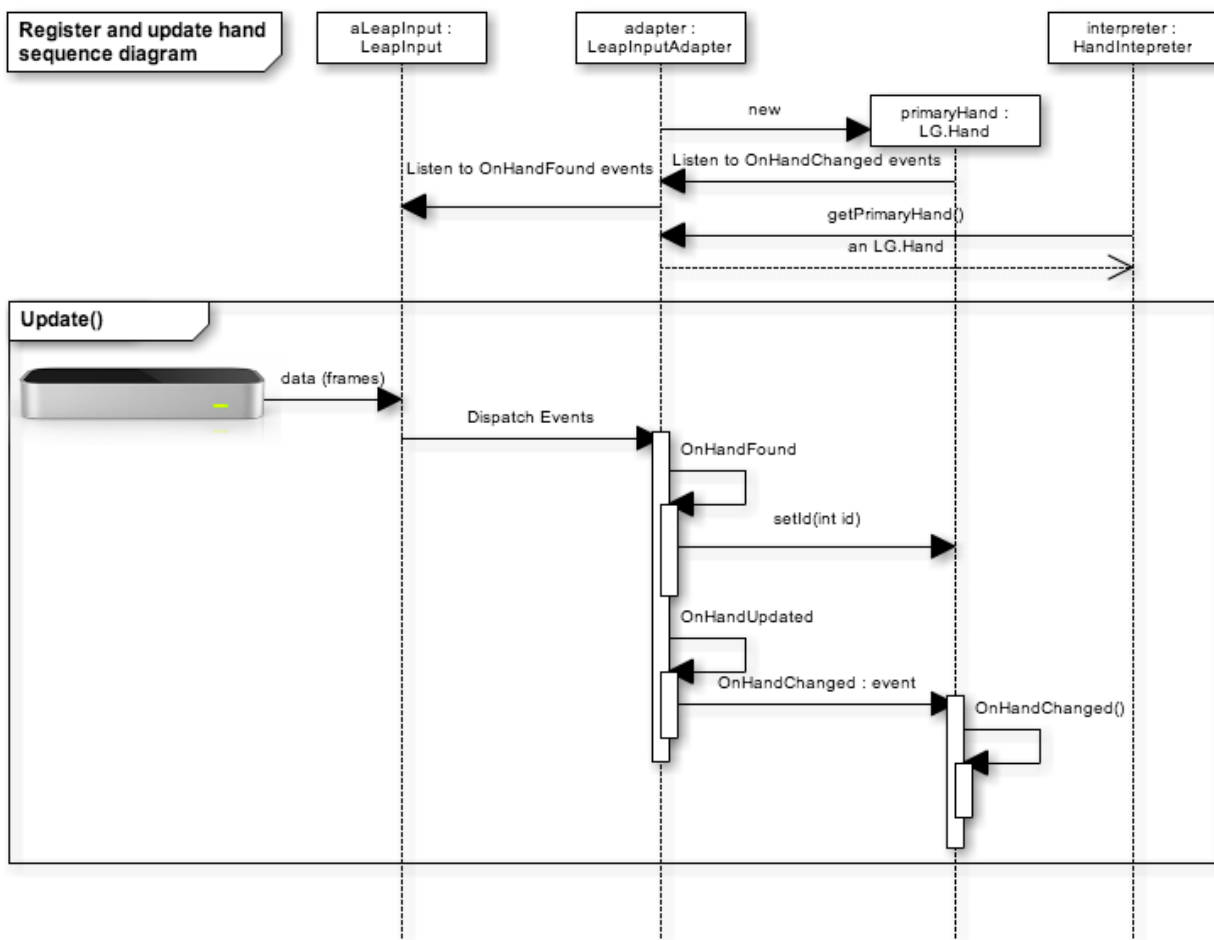 Register and update hand
sequence diagram
aLeapInput :
LeapInput
adapter :
LeapInputAdapter
interpreter :
HandIntepreter
new
primaryHand :
LG.Hand
Listen to OnHandFound events
Listen to OnHandChanged events
getPrimaryHand()
an LG.Hand
Update()
data (frames)
Dispatch Events
OnHandFound
setId(int id)
OnHandUpdated
OnHandChanged : event
OnHandChanged()